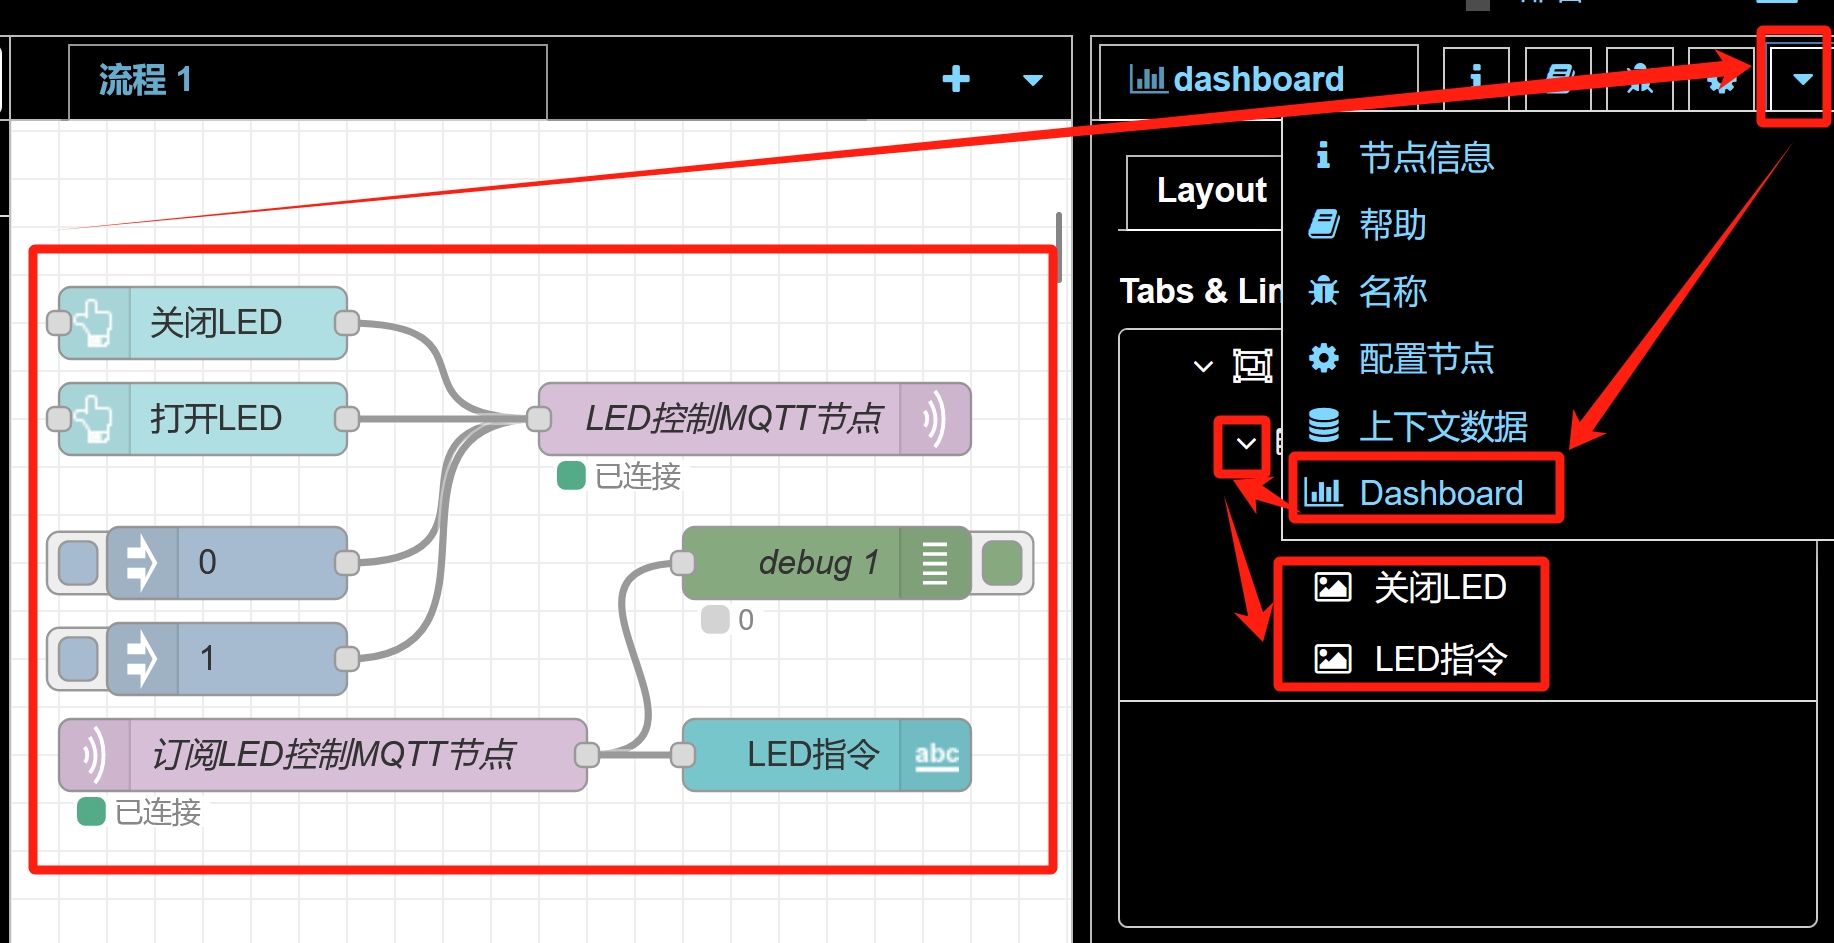 流程 1
dashboard
节点信息
Layout
帮助
Tabs & Lin
名称
关闭LED
配置节点
打开LED
LED控制MQTT节点
上下文数据
已连接
Dashboard
0
debug 1
关闭LED
0
1
LED指令
订阅LED控制MQTT节点
LED指令
abc
已连接